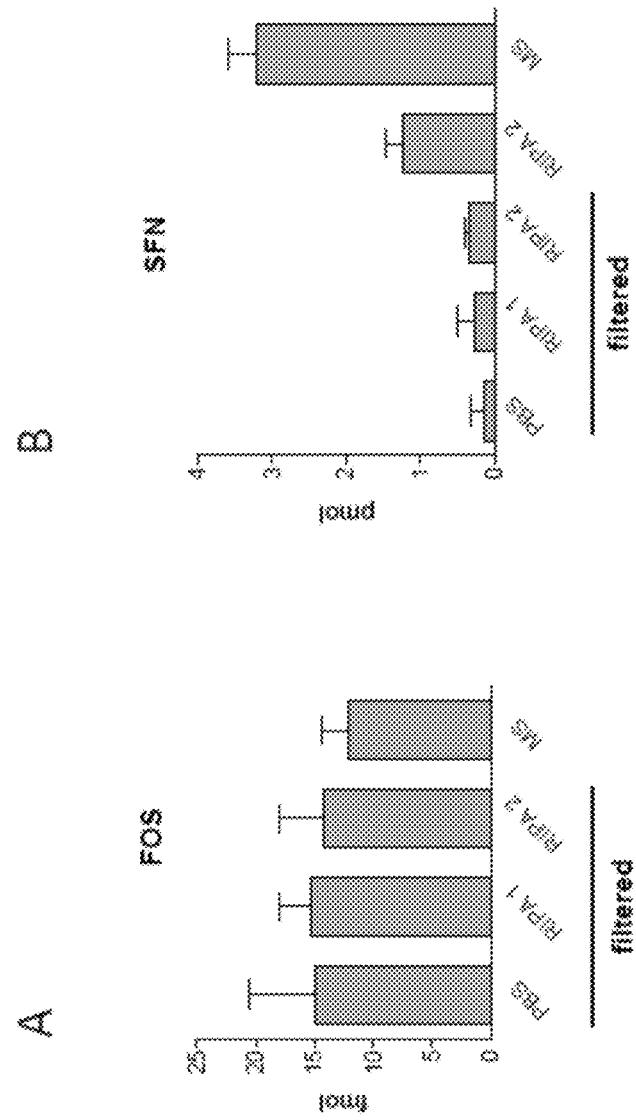 A
FOS
fmol
25
20
15
10
5
0
PBS
RIPA 1
RIPA 2
MS
filtered
B
SFN
pmol
4
3
2
1
0
PBS
RIPA 1
RIPA 2
RIPA 2
MS
filtered